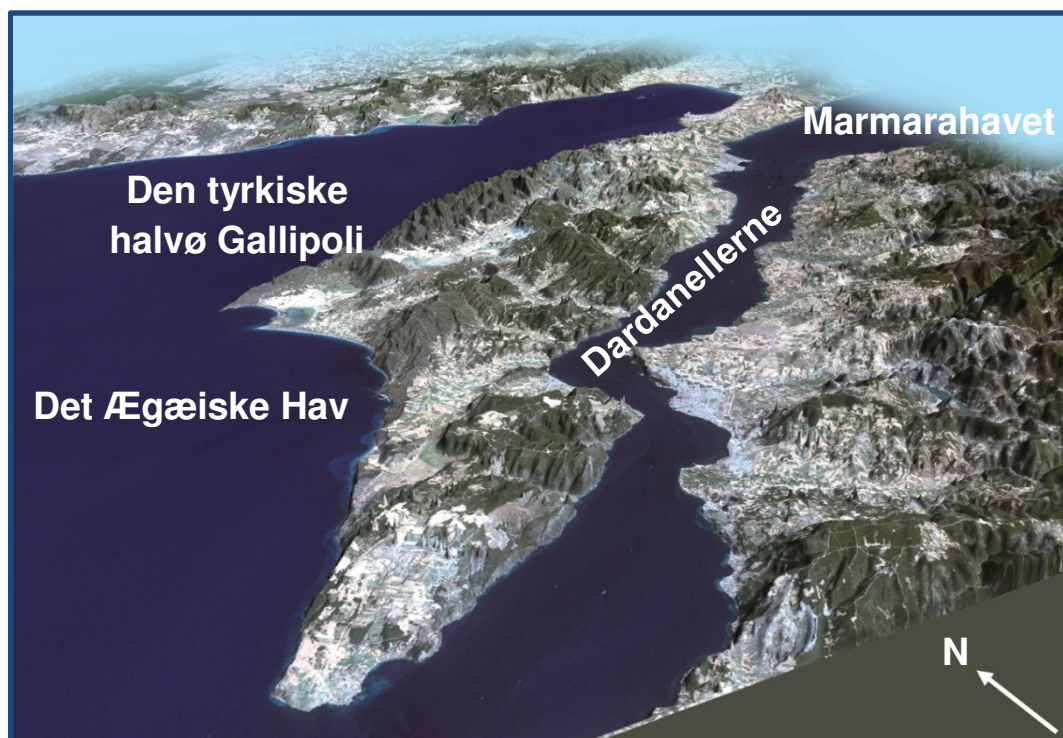 Marmarahavet
Den tyrkiske
halvø Gallipoli
Dardanellerne
Det Ægæiske Hav
N